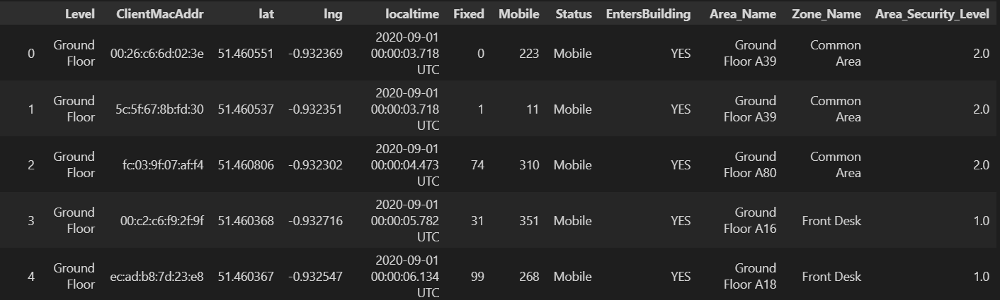 Level ClientMacAddr lat lng localtime Fixed Mobile Status EntersBuilding Area_Name Zone_Name Area_Security_Level
0 Ground Floor 00:26:c6:6d:02:3e 51.460551 -0.932369 2020-09-01 00:00:03.718 UTC 0 223 Mobile YES Ground Floor A39 Common Area 2.0
1 Ground Floor 5c:5f:67:8b:fd:30 51.460537 -0.932351 2020-09-01 00:00:03.718 UTC 1 11 Mobile YES Ground Floor A39 Common Area 2.0
2 Ground Floor fc:03:9f:07:af:f4 51.460806 -0.932302 2020-09-01 00:00:04.473 UTC 74 310 Mobile YES Ground Floor A80 Common Area 2.0
3 Ground Floor 00:c2:c6:f9:2f:9f 51.460368 -0.932716 2020-09-01 00:00:05.782 UTC 31 351 Mobile YES Ground Floor A16 Front Desk 1.0
4 Ground Floor ec:ad:b8:7d:23:e8 51.460367 -0.932547 2020-09-01 00:00:06.134 UTC 99 268 Mobile YES Ground Floor A18 Front Desk 1.0